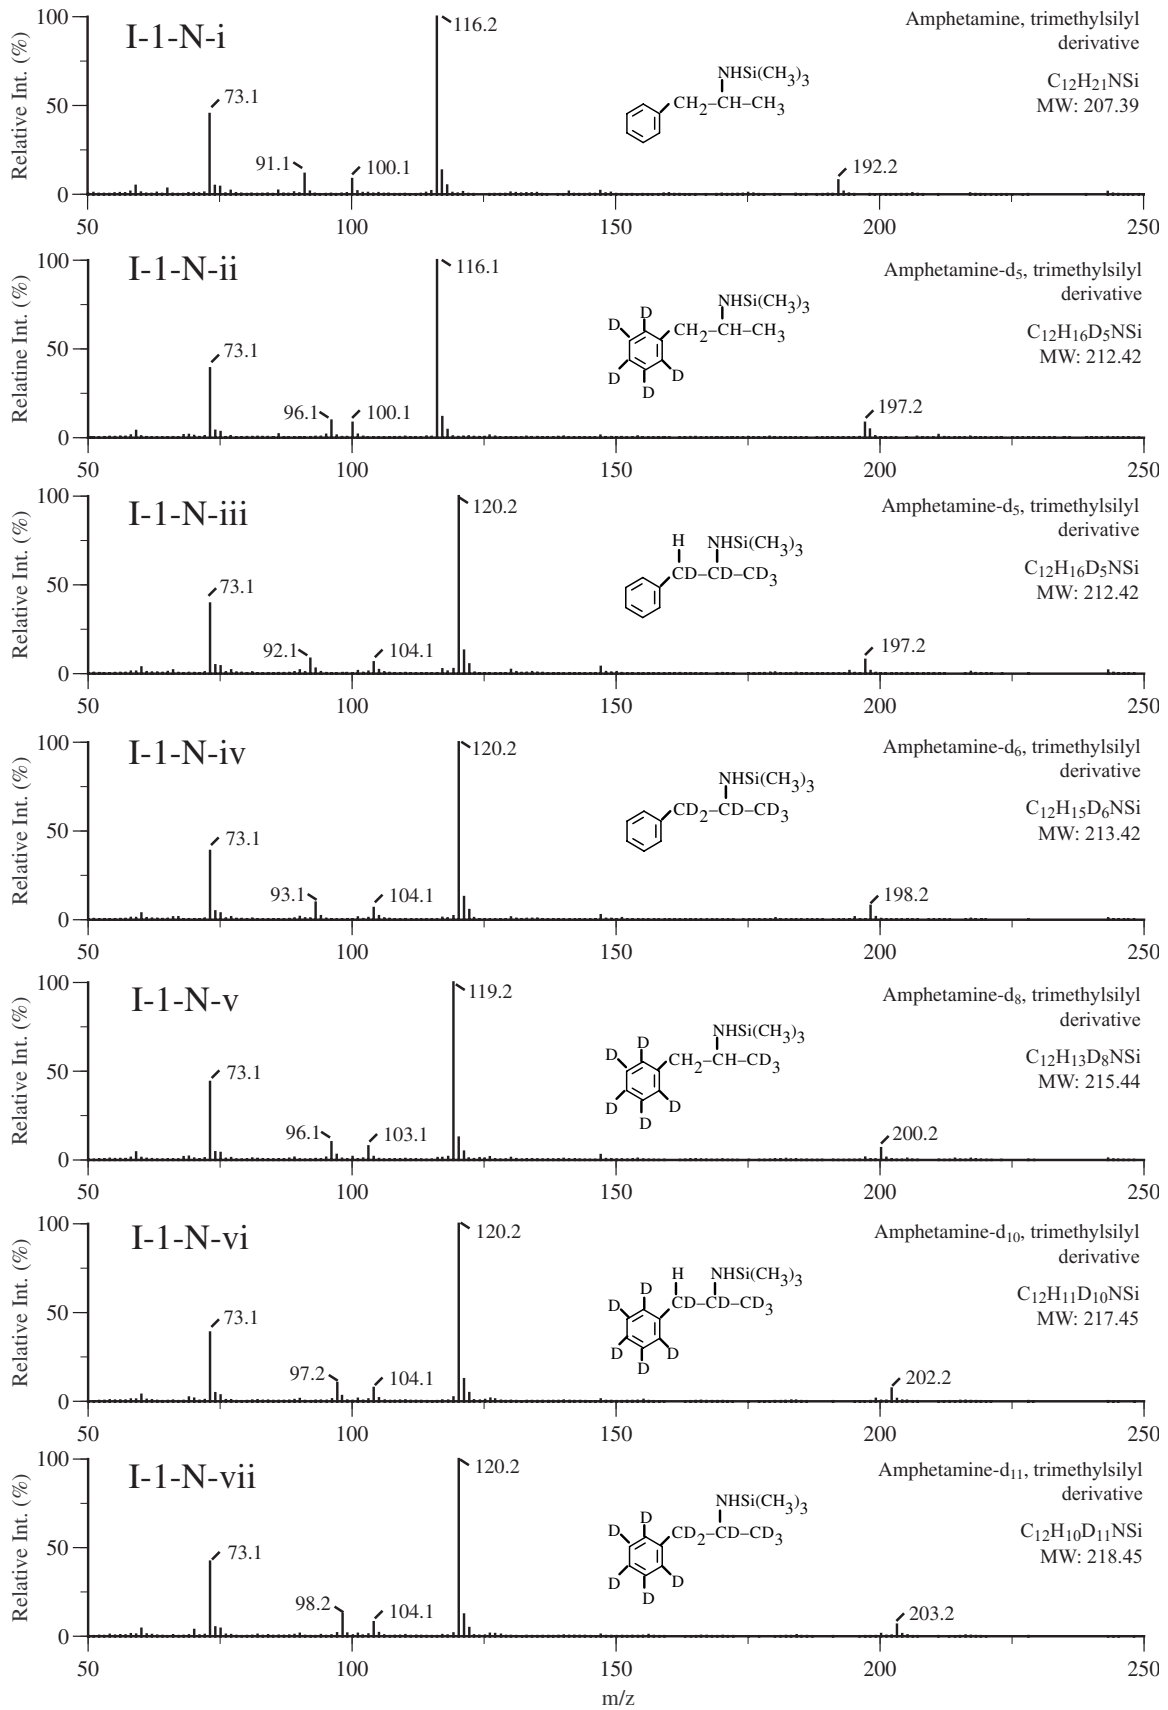 I-1-N-i
Amphetamine, trimethylsilyl
derivative
C12H21NSi
MW: 207.39
Relative Int. (%)
100
50
0
73.1
91.1
100.1
116.2
192.2
NHSi(CH3)3
CH2–CH–CH3
50 100 150 200 250
I-1-N-ii
Amphetamine-d5, trimethylsilyl
derivative
C12H16D5NSi
MW: 212.42
Relatine Int. (%)
100
50
0
73.1
96.1
100.1
116.1
197.2
NHSi(CH3)3
CH2–CH–CH3
D D D D D
50 100 150 200 250
I-1-N-iii
Amphetamine-d5, trimethylsilyl
derivative
C12H16D5NSi
MW: 212.42
Relative Int. (%)
100
50
0
73.1
92.1
104.1
120.2
197.2
H NHSi(CH3)3
CD–CD–CD3
50 100 150 200 250
I-1-N-iv
Amphetamine-d6, trimethylsilyl
derivative
C12H15D6NSi
MW: 213.42
Relative Int. (%)
100
50
0
73.1
93.1
104.1
120.2
198.2
NHSi(CH3)3
CD2–CD–CD3
50 100 150 200 250
I-1-N-v
Amphetamine-d8, trimethylsilyl
derivative
C12H13D8NSi
MW: 215.44
Relative Int. (%)
100
50
0
73.1
96.1
103.1
119.2
200.2
NHSi(CH3)3
CH2–CH–CD3
D D D D D
50 100 150 200 250
I-1-N-vi
Amphetamine-d10, trimethylsilyl
derivative
C12H11D10NSi
MW: 217.45
Relative Int. (%)
100
50
0
73.1
97.2
104.1
120.2
202.2
H NHSi(CH3)3
CD–CD–CD3
D D D D D
50 100 150 200 250
I-1-N-vii
Amphetamine-d11, trimethylsilyl
derivative
C12H10D11NSi
MW: 218.45
Relative Int. (%)
100
50
0
73.1
98.2
104.1
120.2
203.2
NHSi(CH3)3
CD2–CD–CD3
D D D D D
50 100 150 200 250
m/z